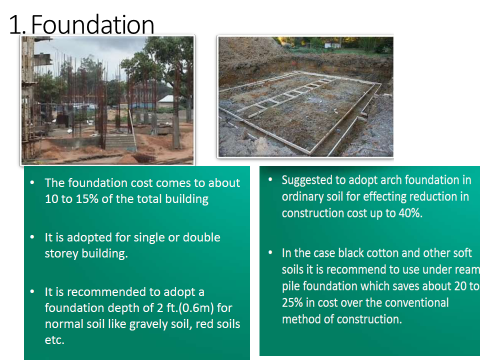 1. Foundation
• The foundation cost comes to about
10 to 15% of the total building
• It is adopted for single or double
storey building.
• It is recommended to adopt a
foundation depth of 2 ft.(0.6m) for
normal soil like gravely soil, red soils
etc.
• Suggested to adopt arch foundation in
ordinary soil for effecting reduction in
construction cost up to 40%.
• In the case black cotton and other soft
soils it is recommend to use under ream
pile foundation which saves about 20 to
25% in cost over the conventional
method of construction.